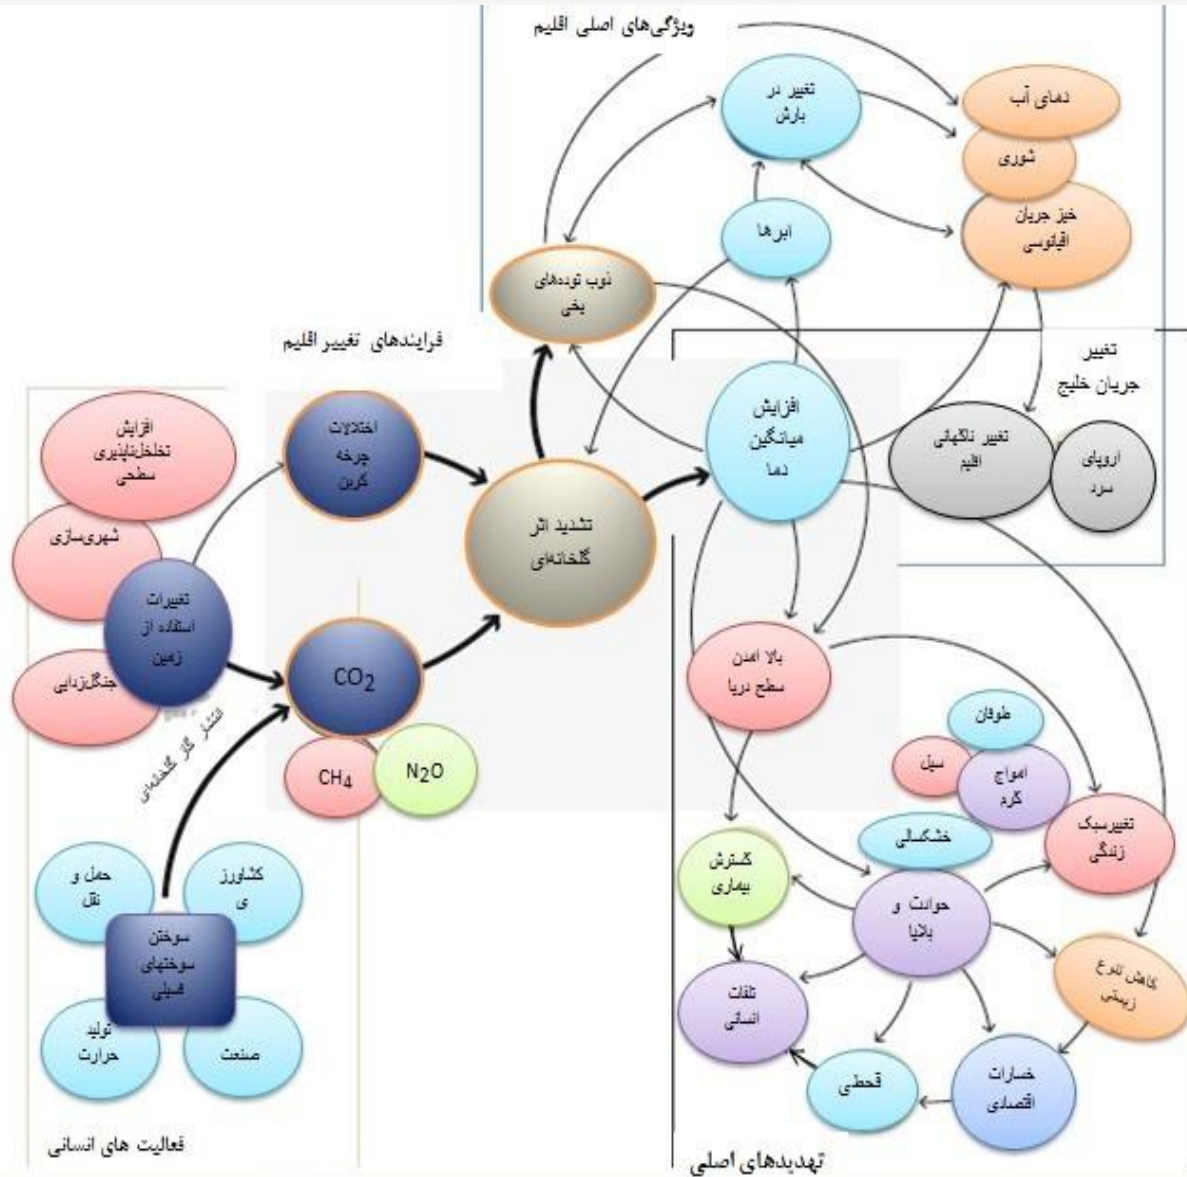 ویژگی‌های اصلی اقلیم
تغییر در
بارش
دمای آب
شوری
خیز جریان
اقیانوسی
ابرها
ذوب توده‌های
یخی
فرایندهای تغییر اقلیم
تغییر
جریان خلیج
افزایش
میانگین
دما
تغییر ناگهانی
اقلیم
اروپای
سرد
افزایش
تخلخل‌ناپذیری
سطحی
اختلالات
چرخه
کربن
شهری‌سازی
تشدید اثر
گلخانه‌ای
تغییرات
استفاده از
زمین
جنگل‌زدایی
CO2
CH4
N2O
انتشار گاز گلخانه‌ای
بالا امدن
سطح دریا
طوفان
سیل
امواج
گرم
تغییرسبک
زندگی
خشکسالی
گسترش
بیماری
حوادث و
بلایا
کاهش تنوع
زیستی
تلفات
انسانی
قحطی
خسارات
اقتصادی
حمل و
نقل
کشاورز
ی
سوختن
سوختهای
فسیلی
تولید
حرارت
صنعت
فعالیت های انسانی
تهدیدهای اصلی